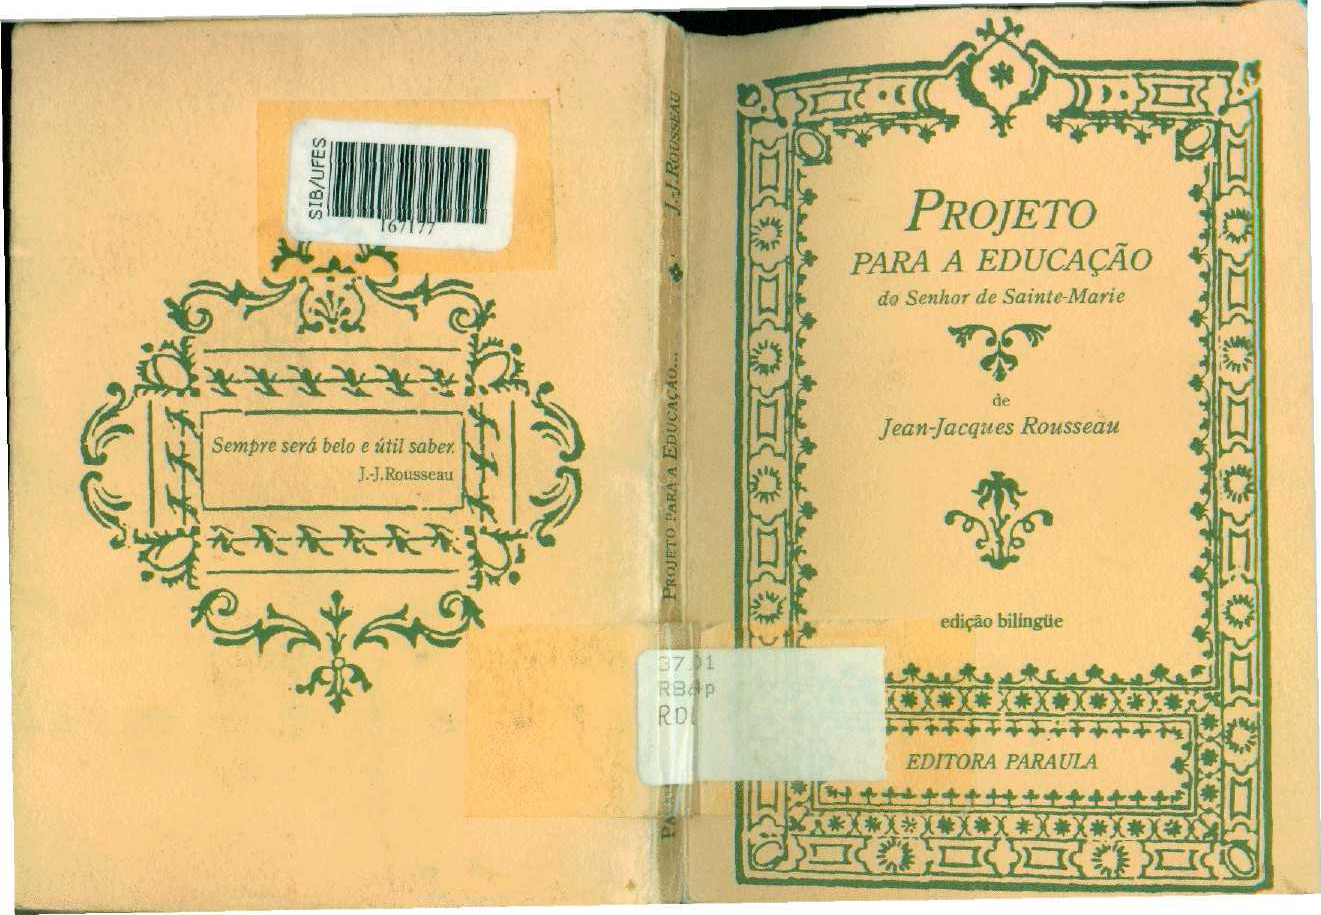 SIB/UFES
167177
Sempre será belo e útil saber.
J.-J.Rousseau
PROJETO PARA A EDUCAÇÃO... J.-J.ROUSSEAU
PROJETO
PARA A EDUCAÇÃO
do Senhor de Sainte-Marie
de
Jean-Jacques Rousseau
edição bilíngüe
EDITORA PARAULA